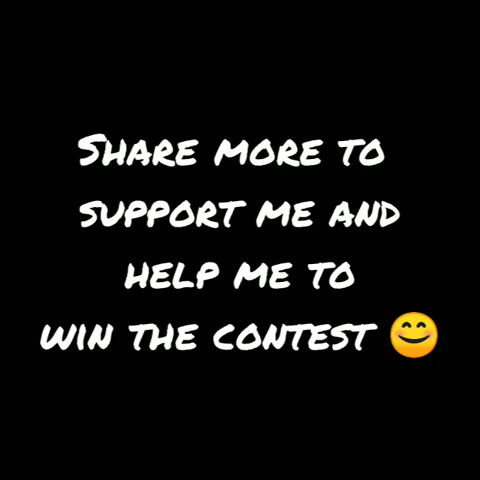 Share more to
support me and
help me to
win the contest 😊